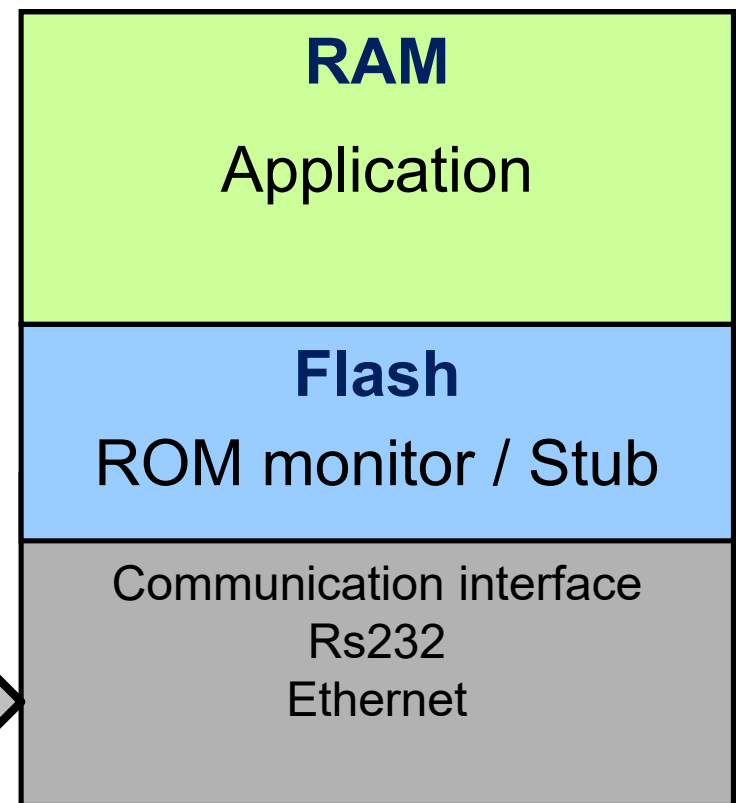 RAM
Application
Flash
ROM monitor / Stub
Communication interface
Rs232
Ethernet